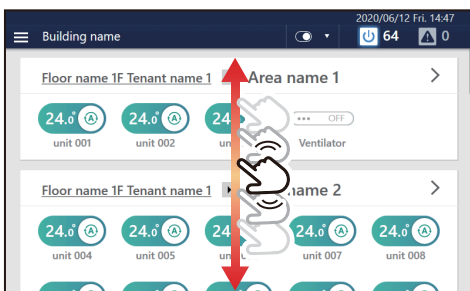 2020/06/12 Fri. 14:47
Building name 64 0
Floor name 1F Tenant name 1 Area name 1
24.0° A 24.0° A 24 ••• OFF
unit 001 unit 002 un Ventilator
Floor name 1F Tenant name 1 name 2
24.0° A 24.0° A 24 24.0° A 24.0° A
unit 004 unit 005 unit 007 unit 008